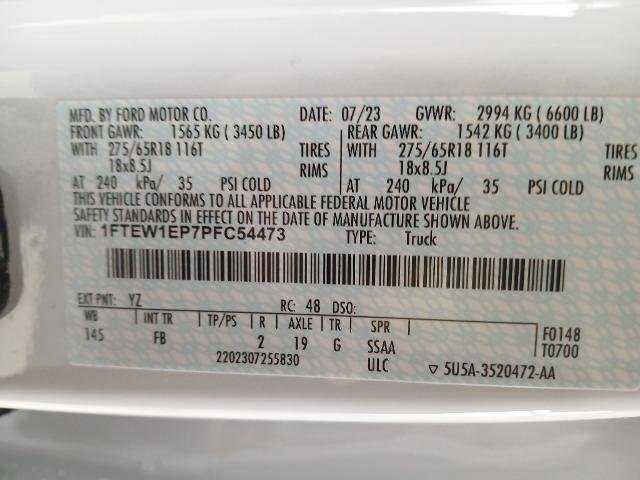 MFD. BY FORD MOTOR CO. DATE: 07/23 GVWR: 2994 KG ( 6600 LB)
FRONT GAWR: 1565 KG ( 3450 LB) REAR GAWR: 1542 KG ( 3400 LB)
WITH 275/65R18 116T TIRES WITH 275/65R18 116T TIRES
18x8.5J RIMS 18x8.5J RIMS
AT 240 kPa/ 35 PSI COLD AT 240 kPa/ 35 PSI COLD
THIS VEHICLE CONFORMS TO ALL APPLICABLE FEDERAL MOTOR VEHICLE
SAFETY STANDARDS IN EFFECT ON THE DATE OF MANUFACTURE SHOWN ABOVE.
VIN: 1FTEW1EP7PFC54473 TYPE: Truck
EXT PNT: YZ RC: 48 DSO:
WB INT TR TP/PS R AXLE TR SPR F0148
145 FB 2 19 G SSAA T0700
2202307255830 ULC ▽ 5U5A-3520472-AA